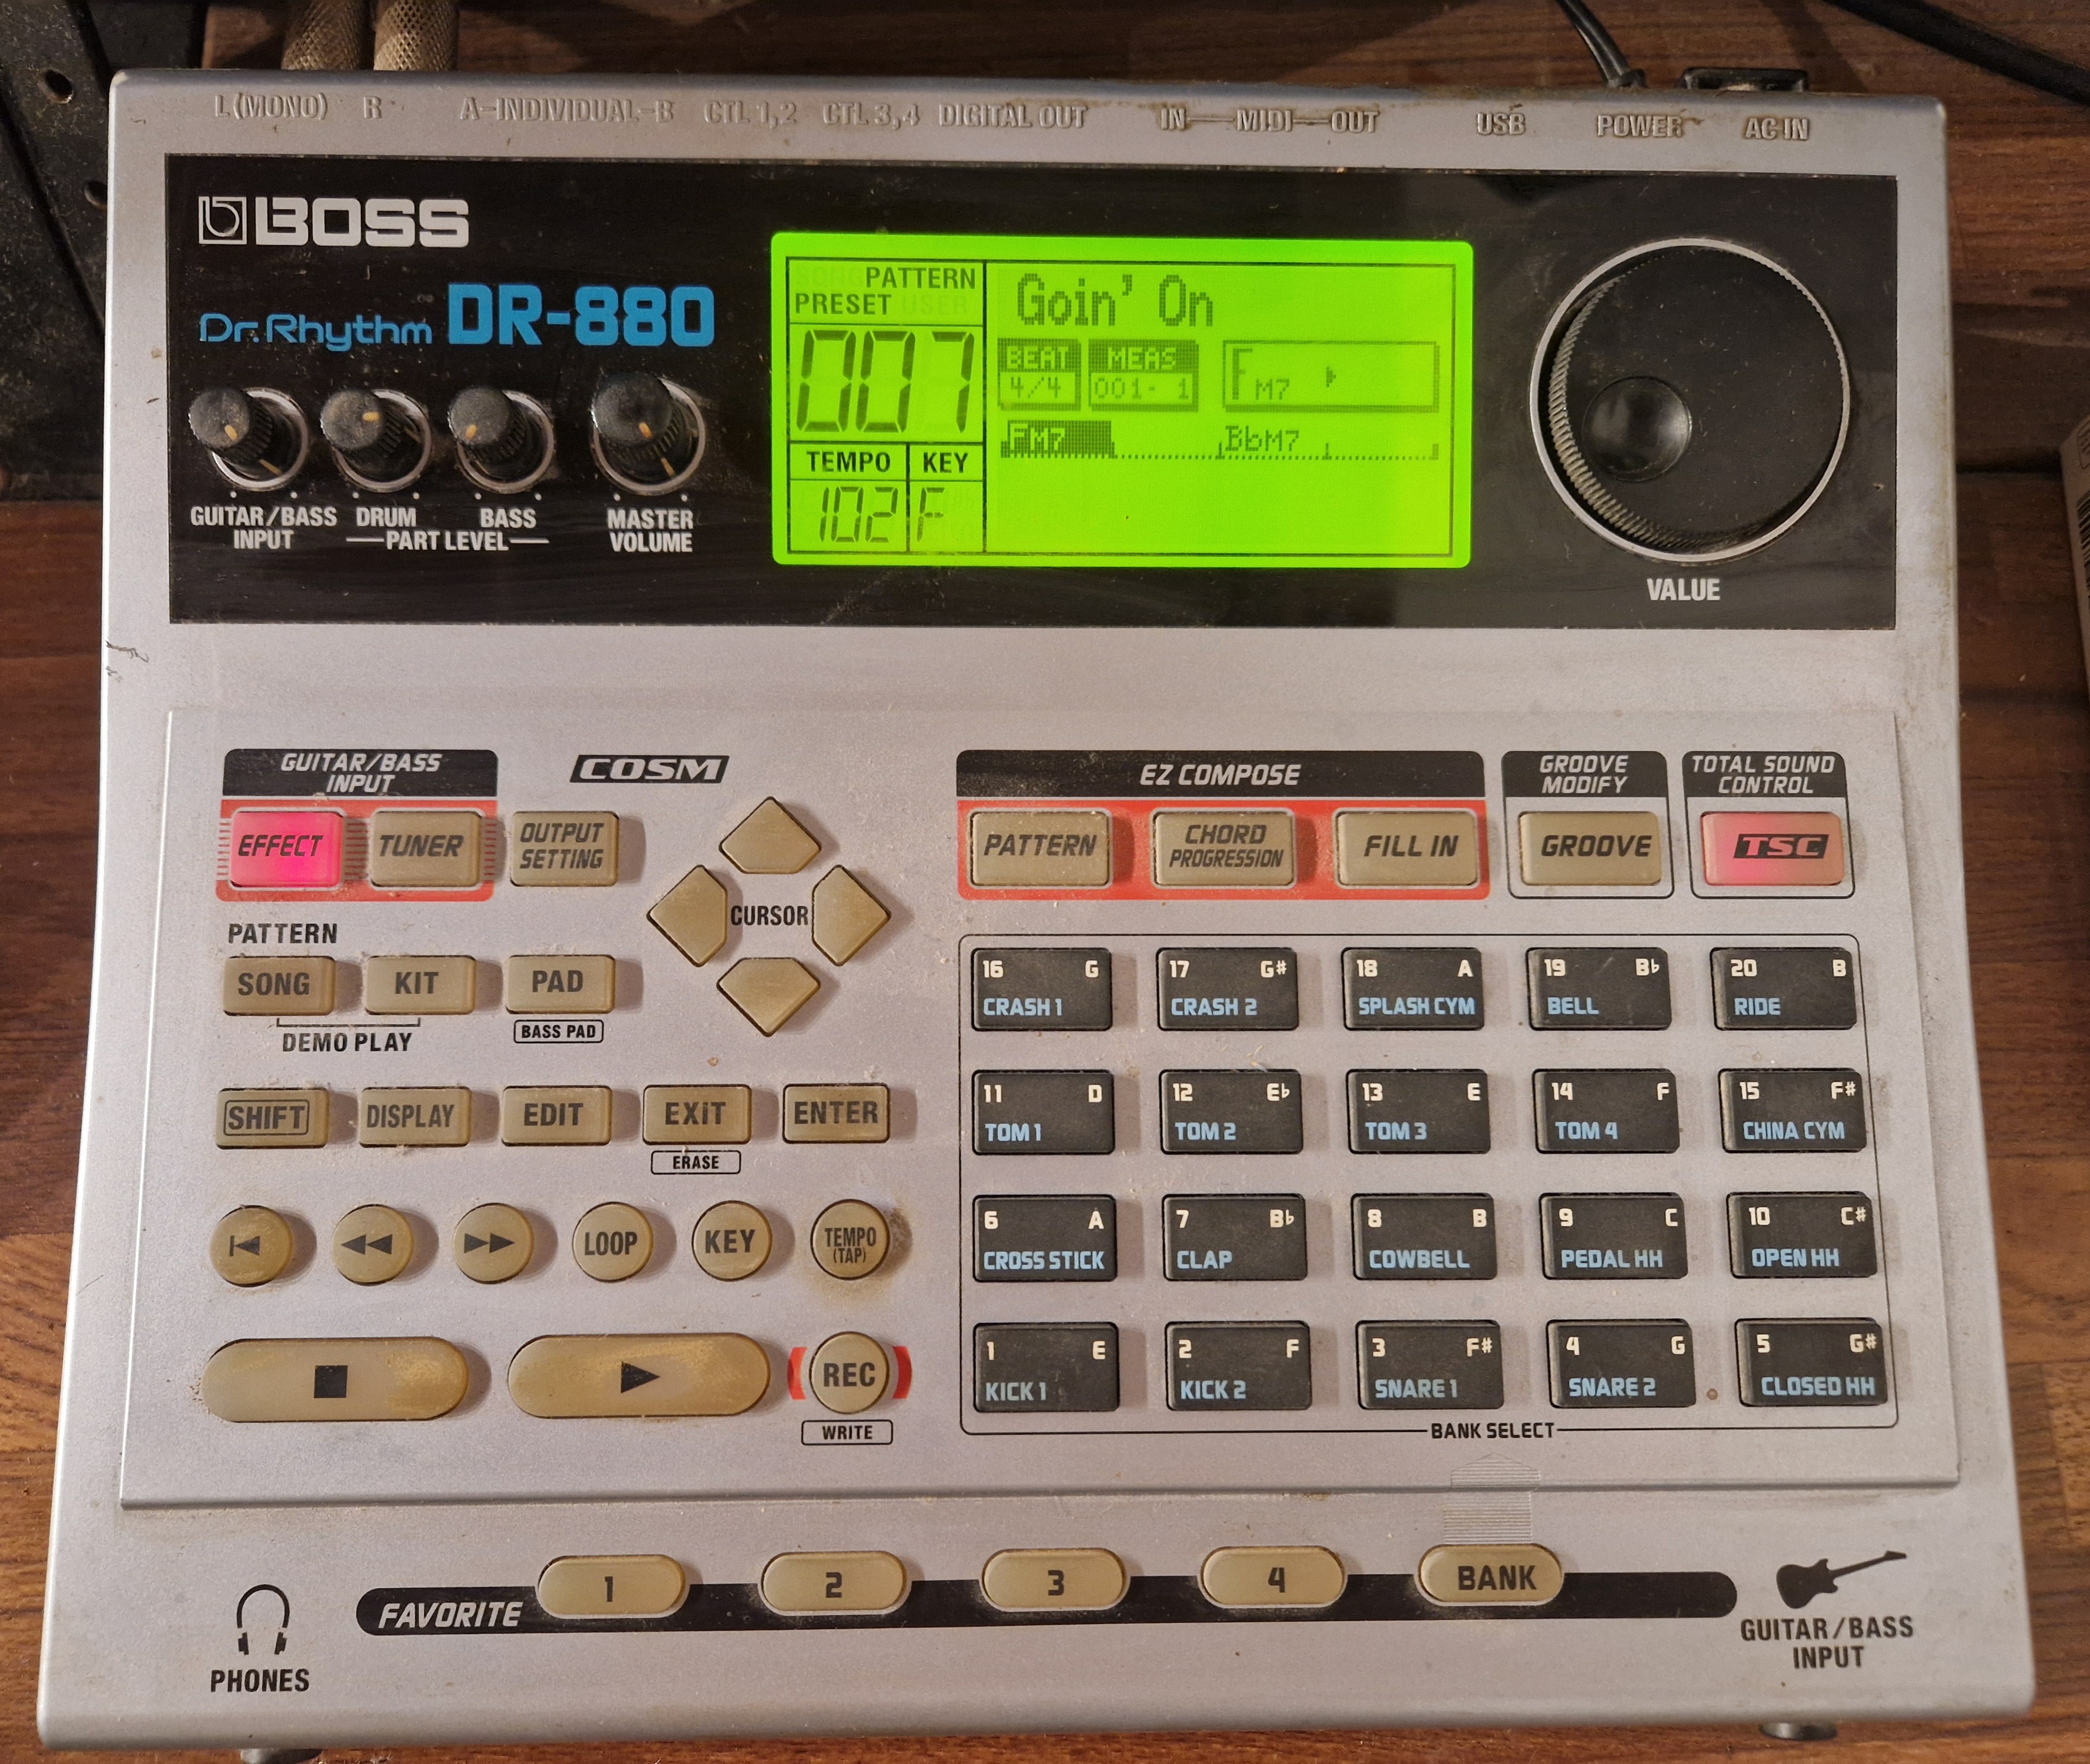 L(MONO) R A-INDIVIDUAL-B CTL 1,2 CTL 3,4 DIGITAL OUT IN—MIDI—OUT USB POWER AC IN
BOSS
Dr.Rhythm DR-880
GUITAR/BASS
INPUT
DRUM BASS
PART LEVEL
MASTER
VOLUME
PATTERN
PRESET
007
TEMPO KEY
102 F
Goin' On
BEAT MEAS
4/4 001- 1
FM7
FM7 B♭M7
VALUE
GUITAR/BASS
INPUT
COSM
EFFECT TUNER
OUTPUT
SETTING
CURSOR
PATTERN
SONG KIT PAD
DEMO PLAY BASS PAD
SHIFT DISPLAY EDIT EXIT ENTER
ERASE
LOOP KEY
TEMPO
(TAP)
REC
WRITE
EZ COMPOSE
PATTERN
CHORD
PROGRESSION
FILL IN
GROOVE
MODIFY
GROOVE
TOTAL SOUND
CONTROL
TSC
16 G
CRASH 1
17 G#
CRASH 2
18 A
SPLASH CYM
19 B♭
BELL
20 B
RIDE
11 D
TOM 1
12 E♭
TOM 2
13 E
TOM 3
14 F
TOM 4
15 F#
CHINA CYM
6 A
CROSS STICK
7 B♭
CLAP
8 B
COWBELL
9 C
PEDAL HH
10 C#
OPEN HH
1 E
KICK 1
2 F
KICK 2
3 F#
SNARE 1
4 G
SNARE 2
5 G#
CLOSED HH
BANK SELECT
PHONES
FAVORITE 1 2 3 4 BANK
GUITAR/BASS
INPUT